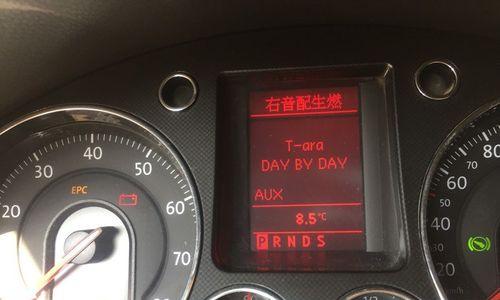 右音配生燃
T-ara
DAY BY DAY
AUX
8.5°C
P R N D S
20
30
40
50
60
70
EPC
80
60
40
20